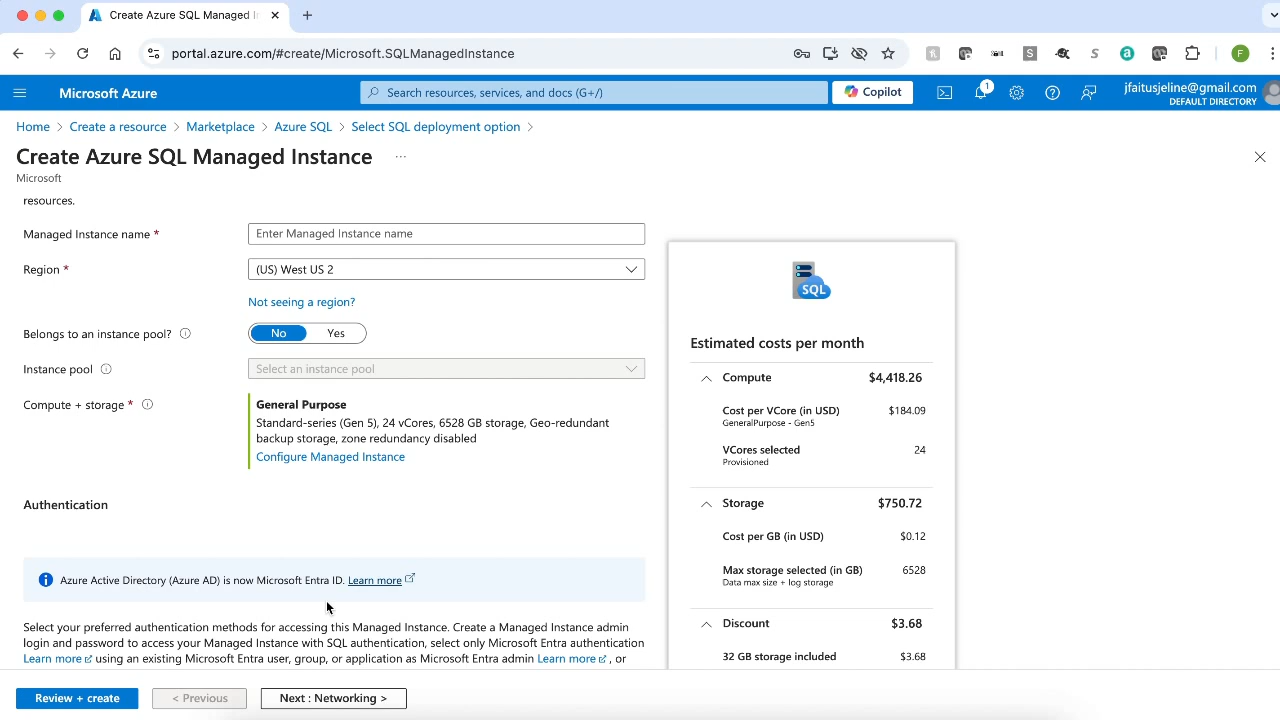 Create Azure SQL Managed I
portal.azure.com/#create/Microsoft.SQLManagedInstance
F
Microsoft Azure
Search resources, services, and docs (G+/)
Copilot
1
jfaitusjeline@gmail.com
DEFAULT DIRECTORY
Home > Create a resource > Marketplace > Azure SQL > Select SQL deployment option >
Create Azure SQL Managed Instance ...
Microsoft
resources.
Managed Instance name *
Enter Managed Instance name
Region *
(US) West US 2
Not seeing a region?
Belongs to an instance pool?
No
Yes
Instance pool
Select an instance pool
Compute + storage *
General Purpose
Standard-series (Gen 5), 24 vCores, 6528 GB storage, Geo-redundant
backup storage, zone redundancy disabled
Configure Managed Instance
Authentication
Azure Active Directory (Azure AD) is now Microsoft Entra ID. Learn more
Select your preferred authentication methods for accessing this Managed Instance. Create a Managed Instance admin
login and password to access your Managed Instance with SQL authentication, select only Microsoft Entra authentication
Learn more using an existing Microsoft Entra user, group, or application as Microsoft Entra admin Learn more , or
SQL
Estimated costs per month
Compute $4,418.26
Cost per VCore (in USD) $184.09
GeneralPurpose - Gen5
VCores selected 24
Provisioned
Storage $750.72
Cost per GB (in USD) $0.12
Max storage selected (in GB) 6528
Data max size + log storage
Discount $3.68
32 GB storage included $3.68
Review + create
< Previous
Next : Networking >